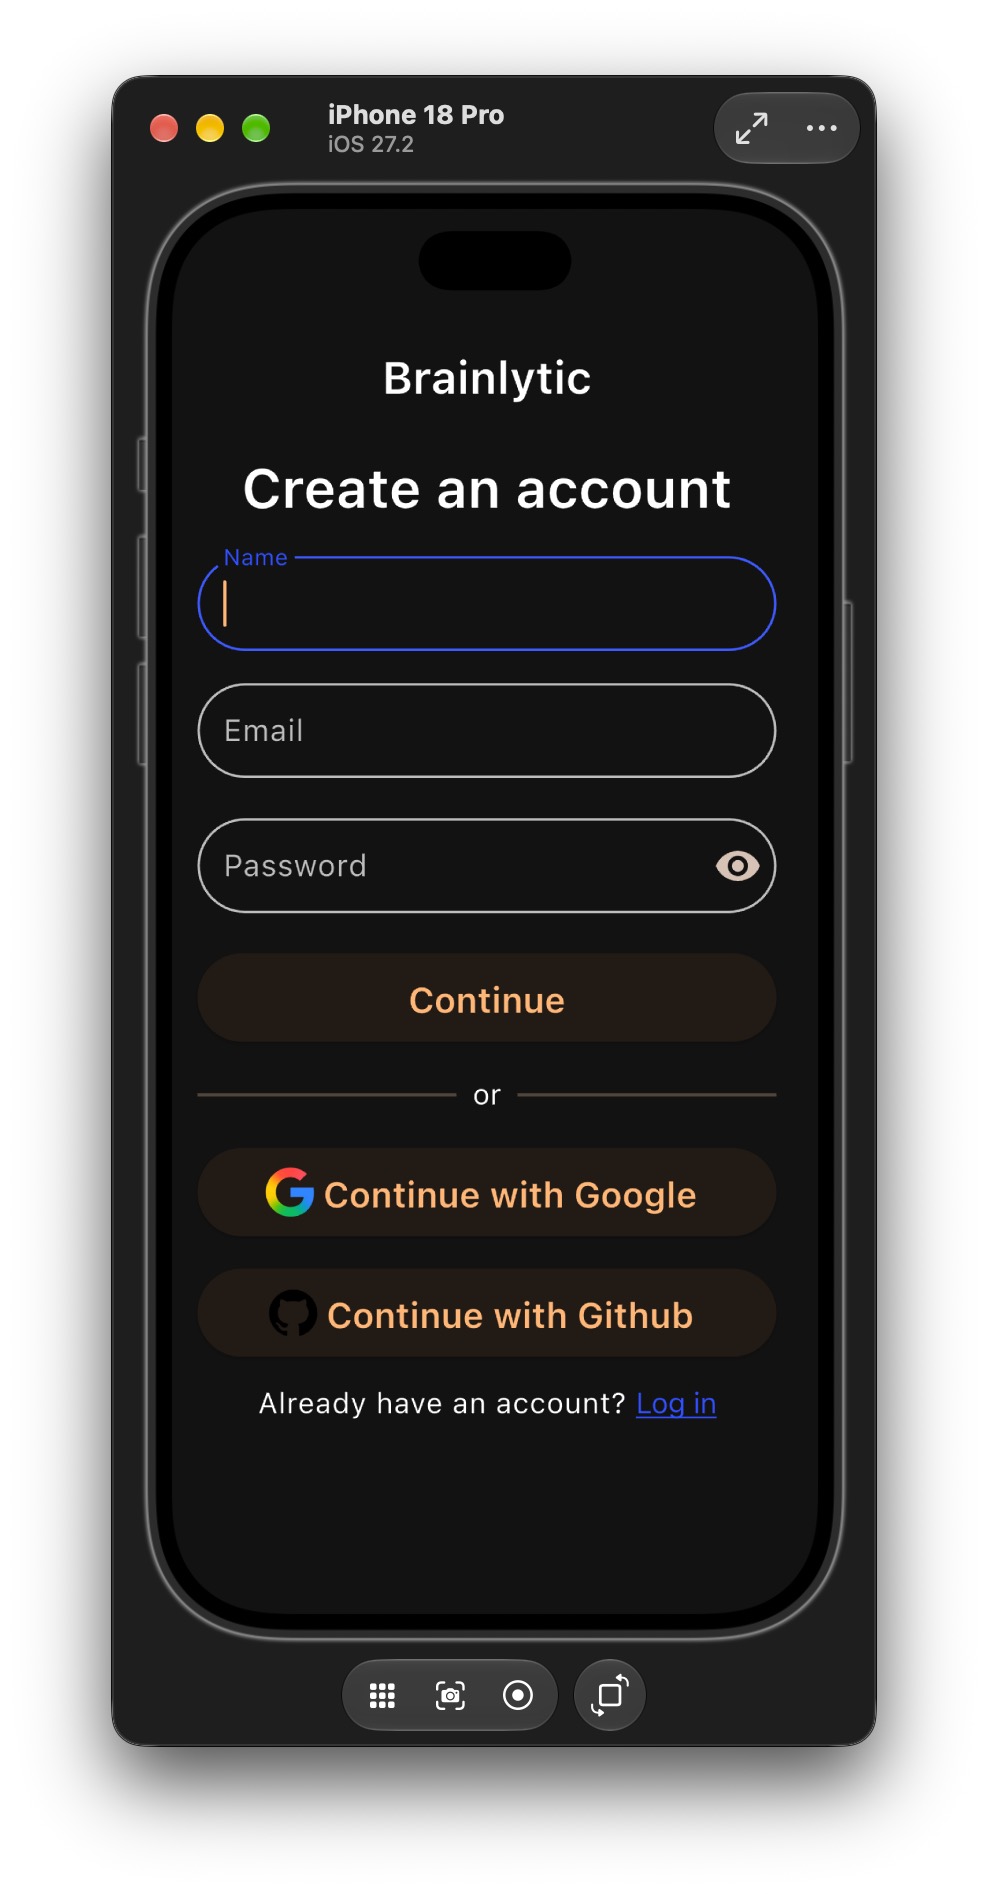 iPhone 18 Pro
iOS 27.2
Brainlytic
Create an account
Name
Email
Password
Continue
or
Continue with Google
Continue with Github
Already have an account? Log in